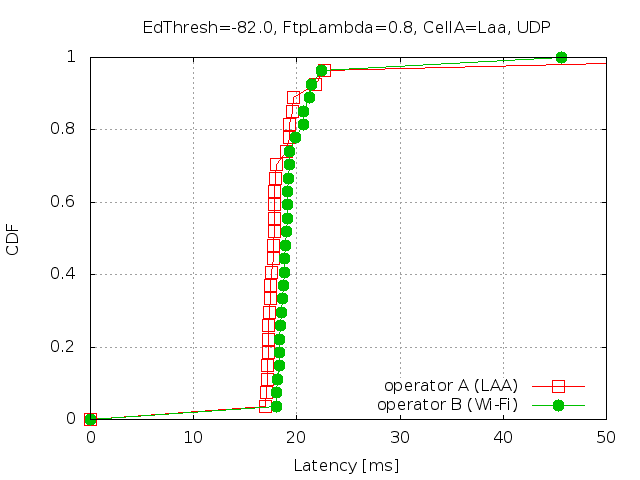 EdThresh=-82.0, FtpLambda=0.8, CellA=Laa, UDP
1
0.8
0.6
0.4
0.2
0
CDF
operator A (LAA)
operator B (Wi-Fi)
0 10 20 30 40 50
Latency [ms]